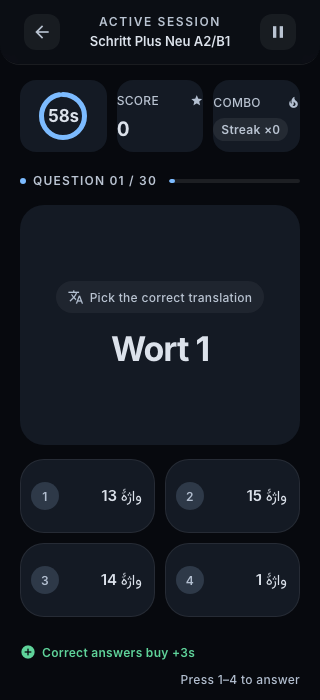 ACTIVE SESSION
Schritt Plus Neu A2/B1
58s
SCORE
0
COMBO
Streak ×0
QUESTION 01 / 30
Pick the correct translation
Wort 1
1
واژهٔ 13
2
واژهٔ 15
3
واژهٔ 14
4
واژهٔ 1
Correct answers buy +3s
Press 1–4 to answer